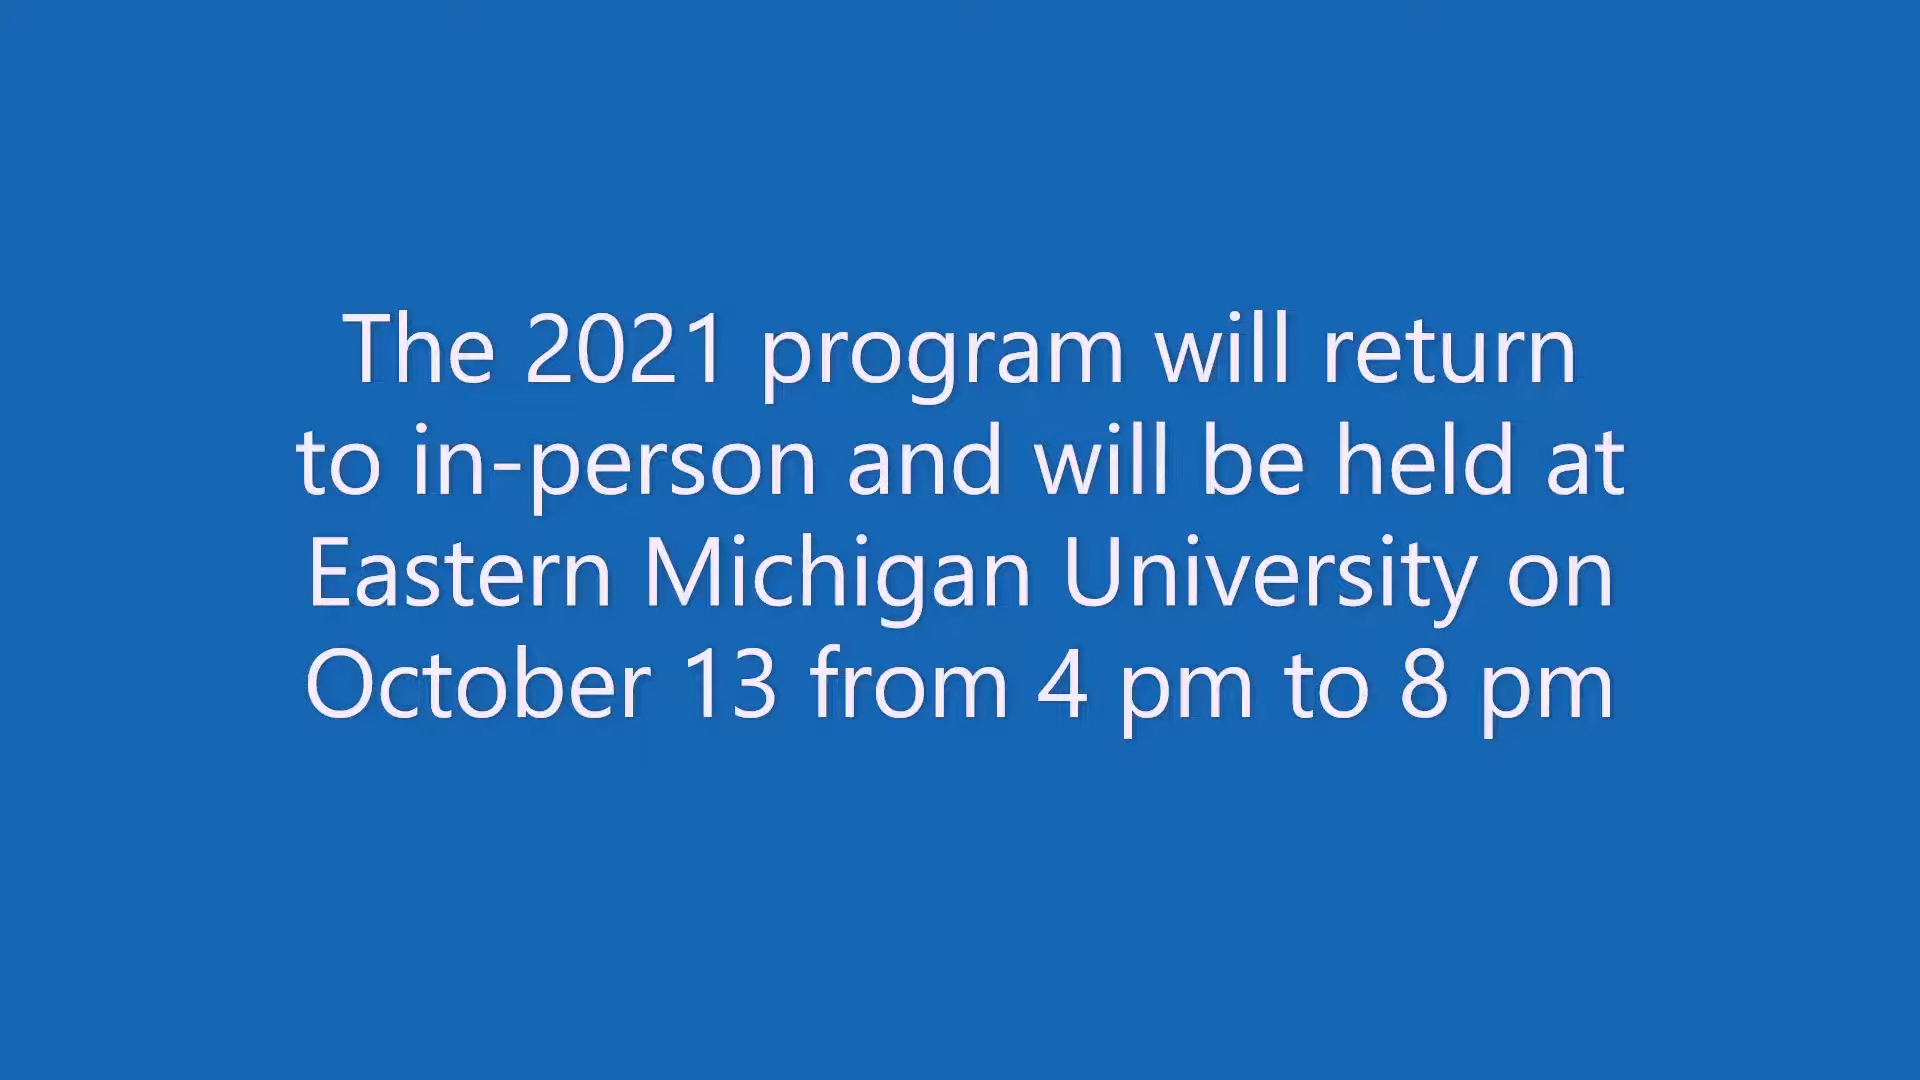 The 2021 program will return
to in-person and will be held at
Eastern Michigan University on
October 13 from 4 pm to 8 pm